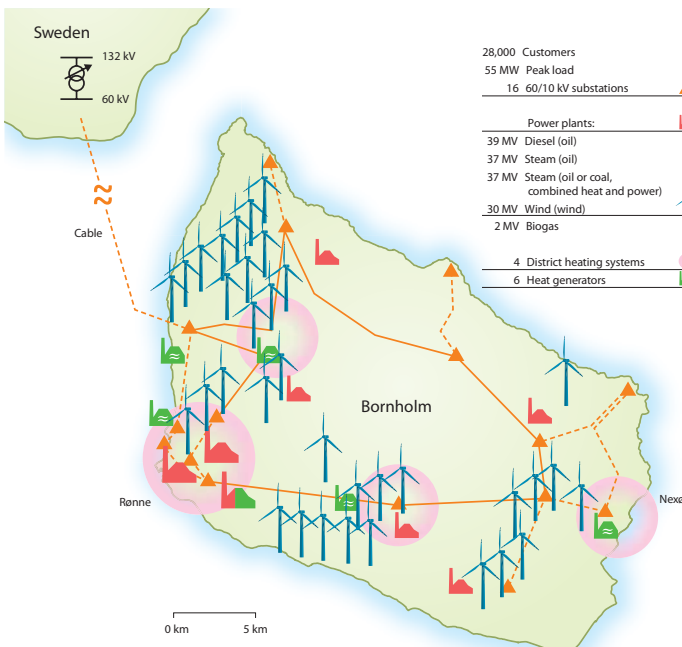 Sweden
132 kV
60 kV
Cable
28,000 Customers
55 MW Peak load
16 60/10 kV substations
Power plants:
39 MV Diesel (oil)
37 MV Steam (oil)
37 MV Steam (oil or coal,
combined heat and power)
30 MV Wind (wind)
2 MV Biogas
4 District heating systems
6 Heat generators
Bornholm
Rønne
Nexø
0 km 5 km